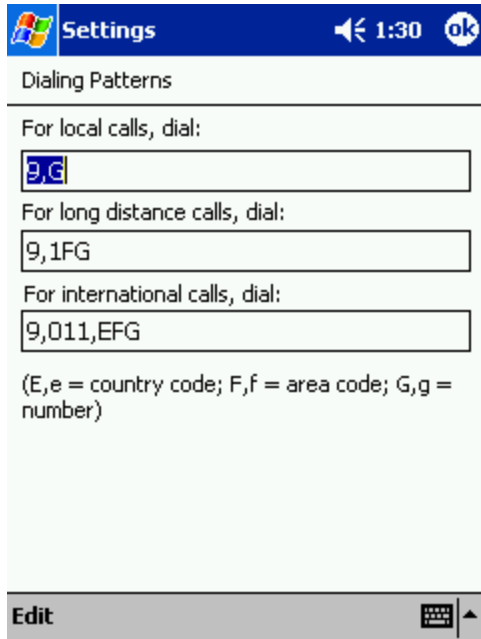 Settings 1:30 ok
Dialing Patterns
For local calls, dial:
9,G
For long distance calls, dial:
9,1FG
For international calls, dial:
9,011,EFG
(E,e = country code; F,f = area code; G,g =
number)
Edit